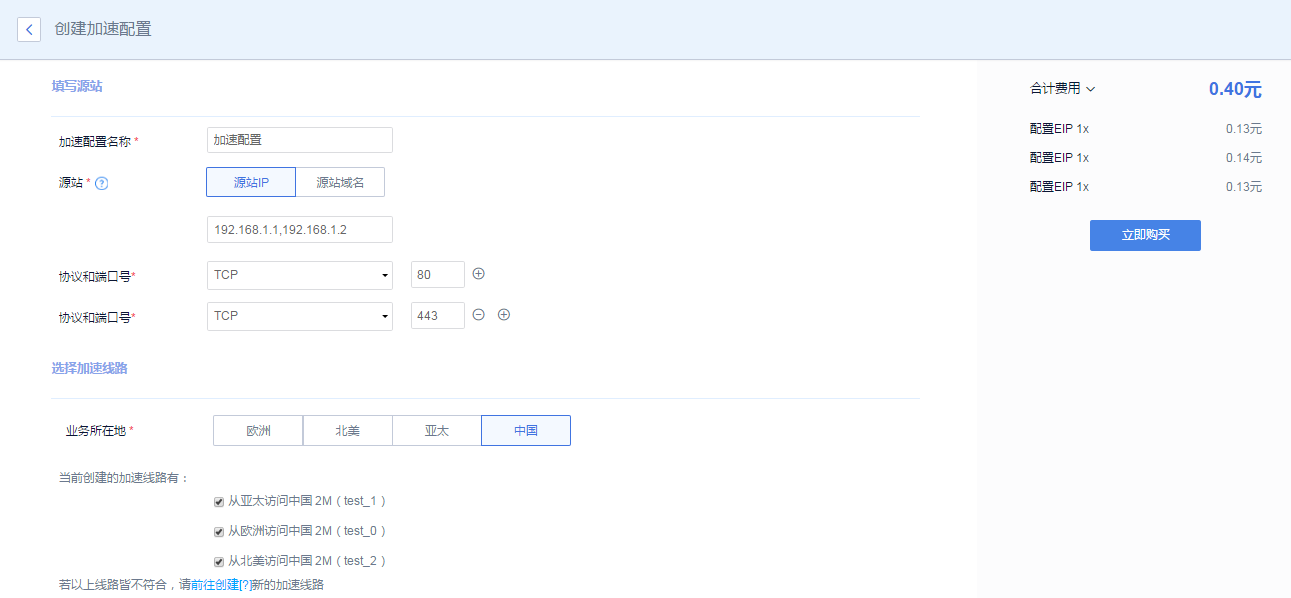 创建加速配置
填写源站
加速配置名称 * 加速配置
源站 * ? 源站IP 源站域名
192.168.1.1,192.168.1.2
协议和端口号* TCP 80
协议和端口号* TCP 443
选择加速线路
业务所在地 * 欧洲 北美 亚太 中国
当前创建的加速线路有：
从亚太访问中国 2M（test_1）
从欧洲访问中国 2M（test_0）
从北美访问中国 2M（test_2）
若以上线路皆不符合，请前往创建[?]新的加速线路
合计费用 0.40元
配置EIP 1x 0.13元
配置EIP 1x 0.14元
配置EIP 1x 0.13元
立即购买